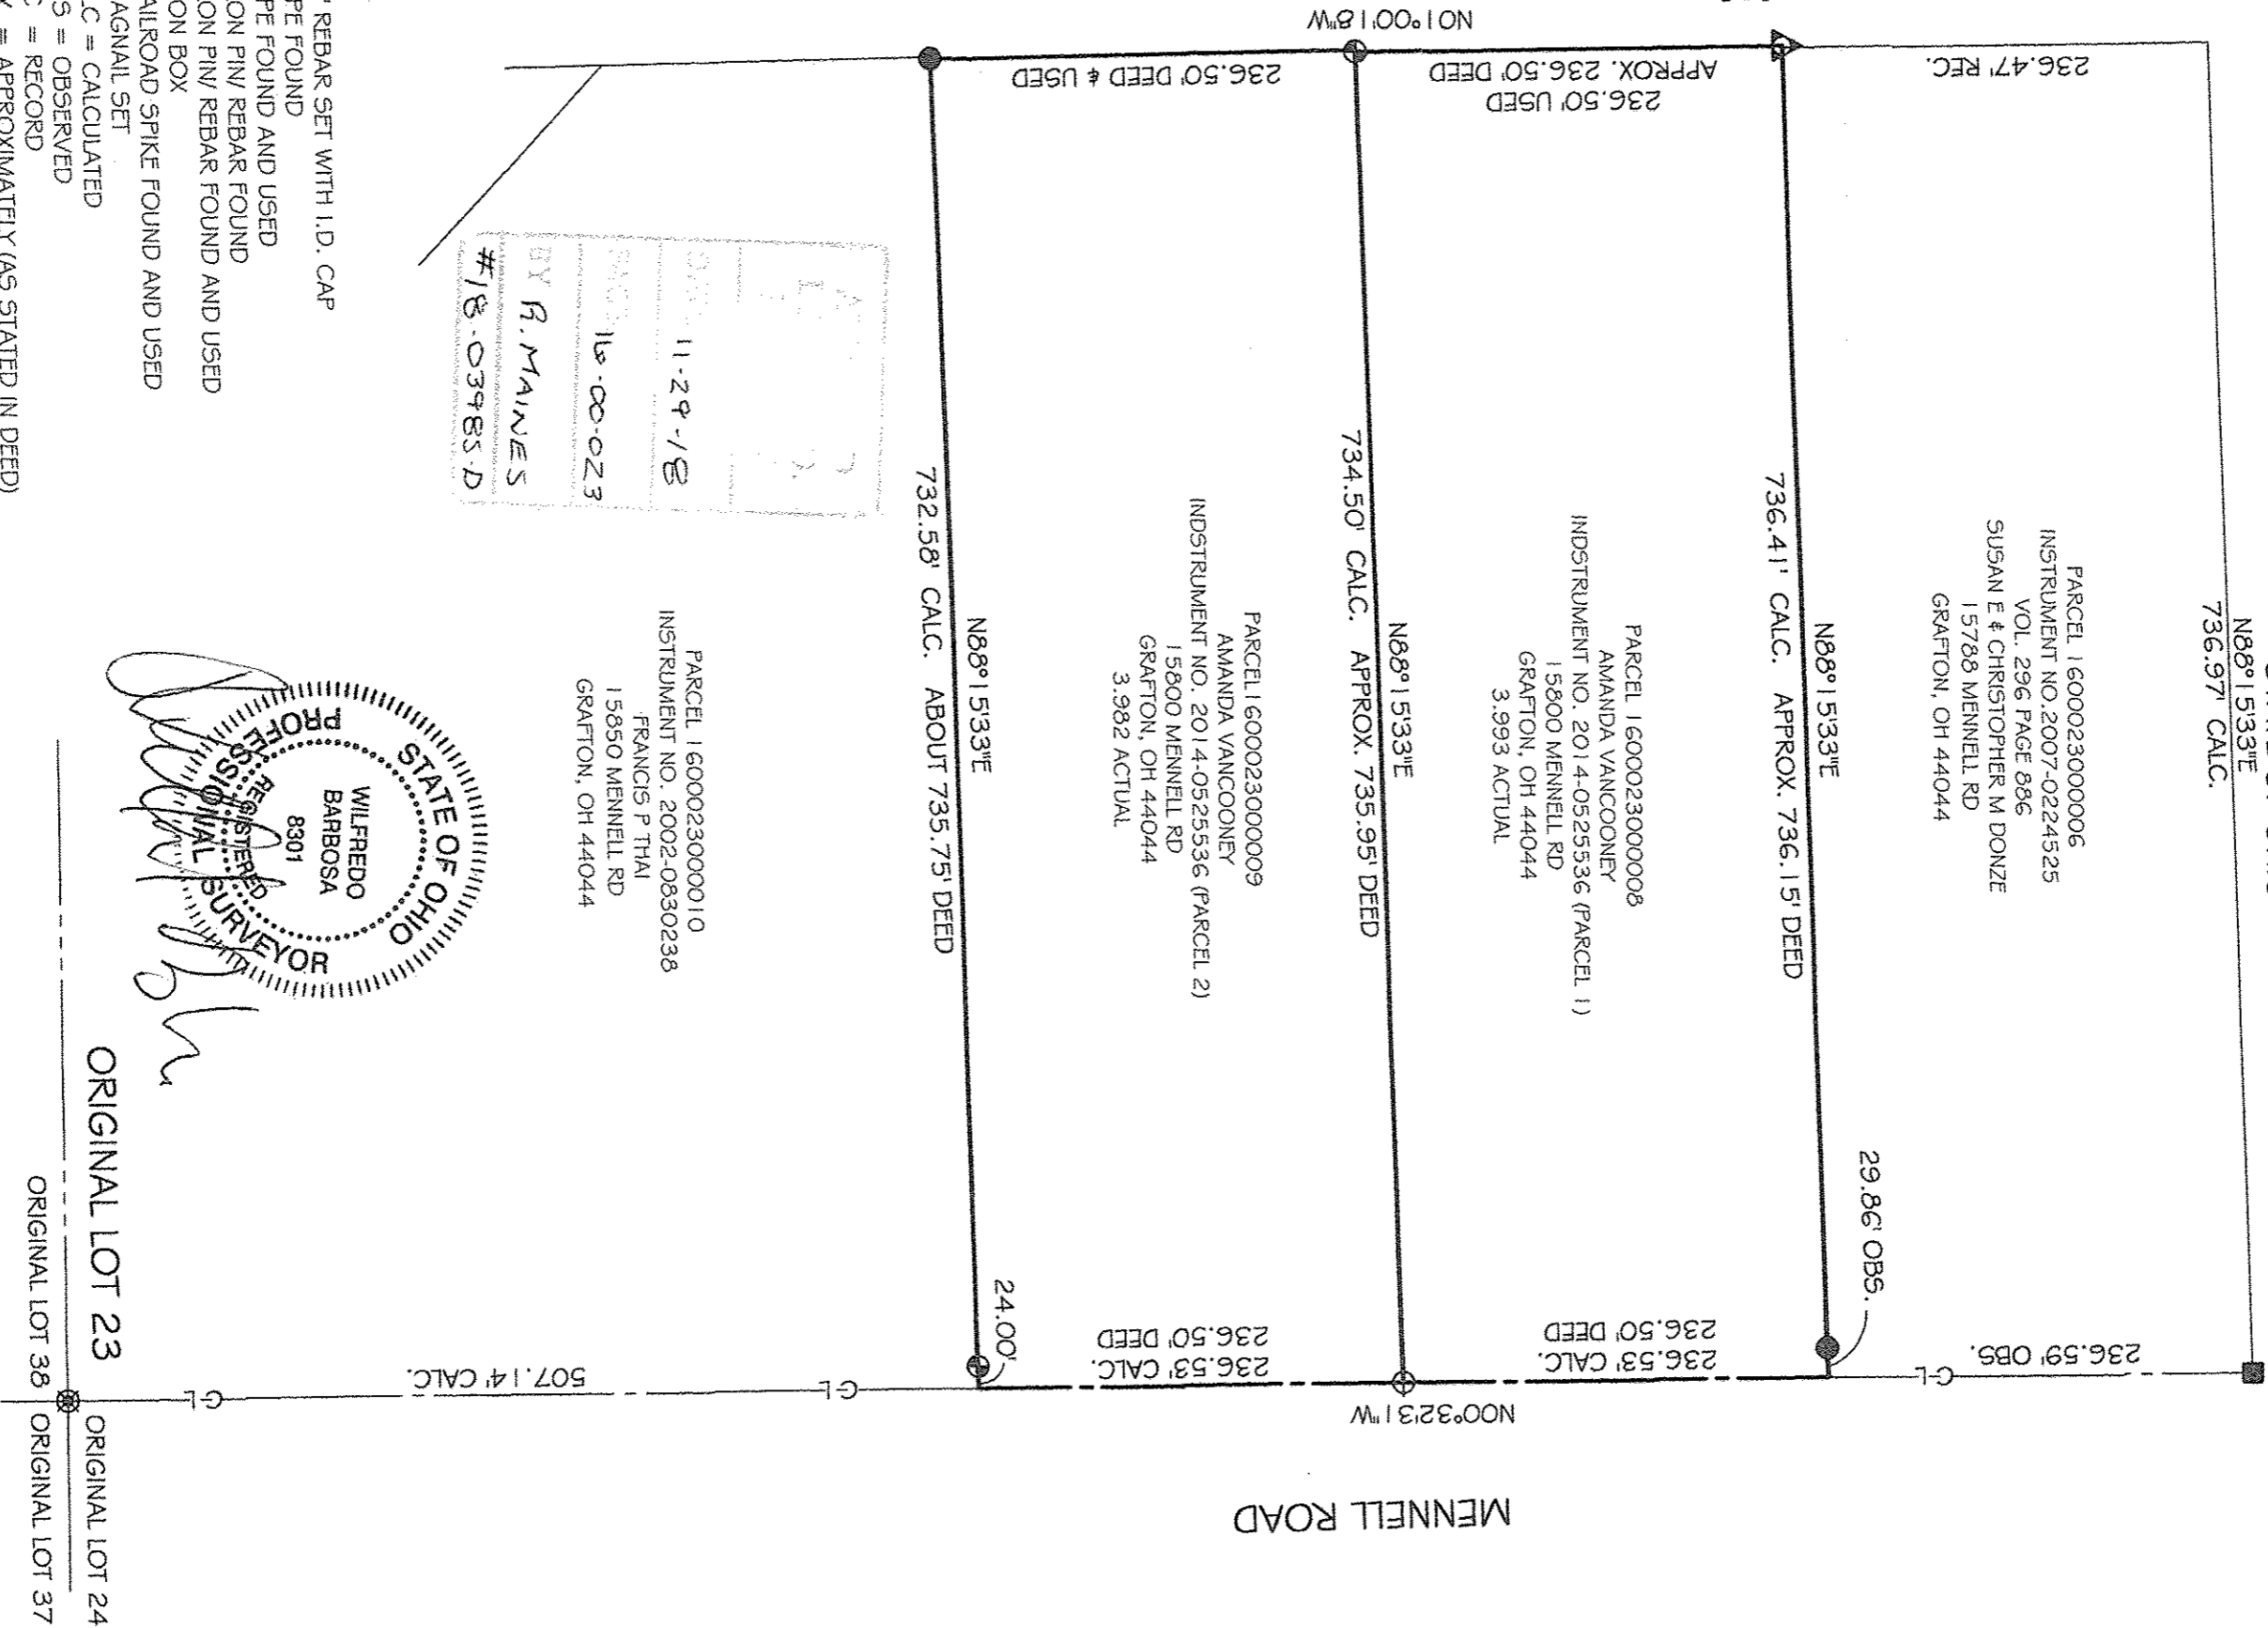 N88°15'33"E
736.97' CALC.
236.47' REC.
PARCEL 1600023000006
INSTRUMENT NO.2007-0224525
VOL. 296 PAGE 886
SUSAN E & CHRISTOPHER M DONZE
15788 MENNELL RD
GRAFTON, OH 44044
236.59' OBS.
29.86' OBS.
N88°15'33"E
736.41' CALC. APPROX. 736.15' DEED
APPROX. 236.50' DEED
236.50' USED
PARCEL 1600023000008
AMANDA VANCOONEY
INDSTRUMENT NO. 2014-0525536 (PARCEL 1)
15800 MENNELL RD
GRAFTON, OH 44044
3.993 ACTUAL
236.53' CALC.
236.50' DEED
N01°00'18"W
N00°32'31"W
MENNELL ROAD
N88°15'33"E
734.50' CALC. APPROX. 735.95' DEED
236.50' DEED & USED
PARCEL1600023000009
AMANDA VANCOONEY
INDSTRUMENT NO. 2014-0525536 (PARCEL 2)
15800 MENNELL RD
GRAFTON, OH 44044
3.982 ACTUAL
236.53' CALC.
236.50' DEED
24.00'
N88°15'33"E
732.58' CALC. ABOUT 735.75' DEED
11-29-18
16-00-023
BY R. MAINES
#18-03985-D
PARCEL 1600023000010
INSTRUMENT NO. 2002-0830238
FRANCIS P THAI
15850 MENNELL RD
GRAFTON, OH 44044
CL
CL
CL
507.14' CALC.
STATE OF OHIO
WILFREDO
BARBOSA
8301
REGISTERED
PROFESSIONAL SURVEYOR
ORIGINAL LOT 23
ORIGINAL LOT 24
ORIGINAL LOT 38
ORIGINAL LOT 37
REBAR SET WITH I.D. CAP
PE FOUND
PE FOUND AND USED
ON PIN/ REBAR FOUND
ON PIN/ REBAR FOUND AND USED
ON BOX
AILROAD SPIKE FOUND AND USED
AGNAIL SET
LC = CALCULATED
S = OBSERVED
C = RECORD
X = APPROXIMATELY (AS STATED IN DEED)